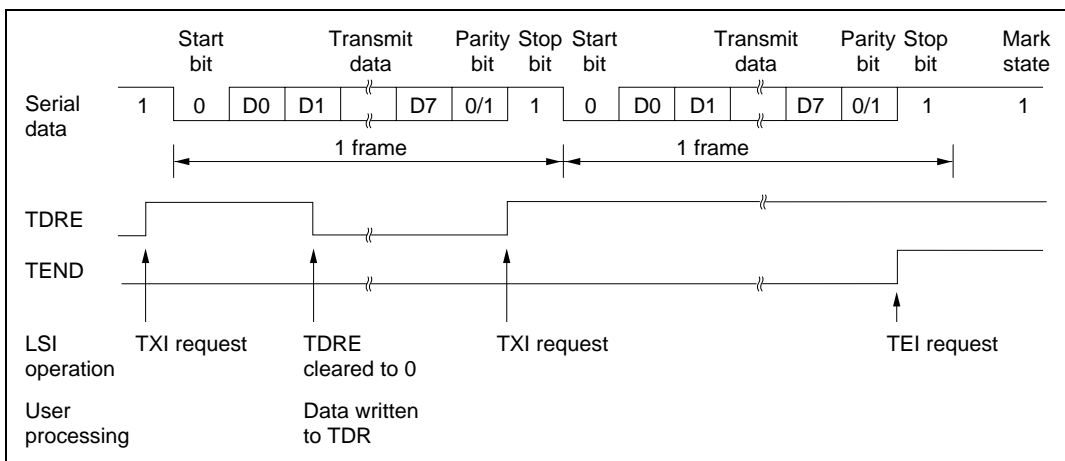 Start bit Transmit data Parity bit Stop bit Start bit Transmit data Parity bit Stop bit Mark state
Serial data 1 0 D0 D1 D7 0/1 1 0 D0 D1 D7 0/1 1 1
1 frame 1 frame
TDRE
TEND
LSI operation TXI request TDRE cleared to 0 TXI request TEI request
User processing Data written to TDR